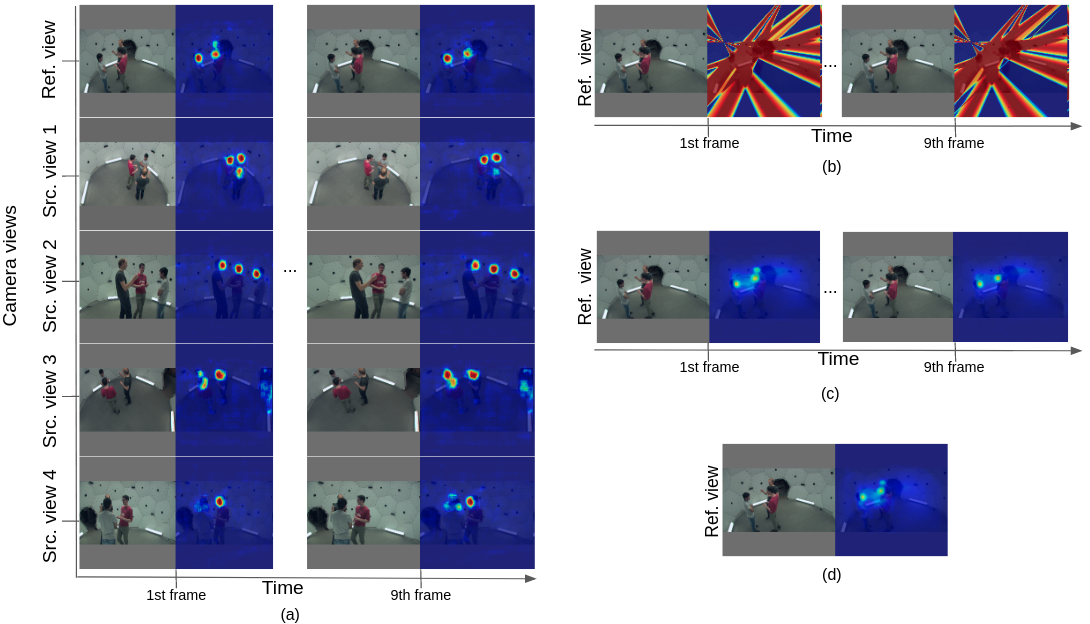 Camera views
Ref. view
Src. view 1
Src. view 2
Src. view 3
Src. view 4
...
1st frame
Time
9th frame
(a)
Ref. view
...
1st frame
Time
9th frame
(b)
Ref. view
...
1st frame
Time
9th frame
(c)
Ref. view
(d)